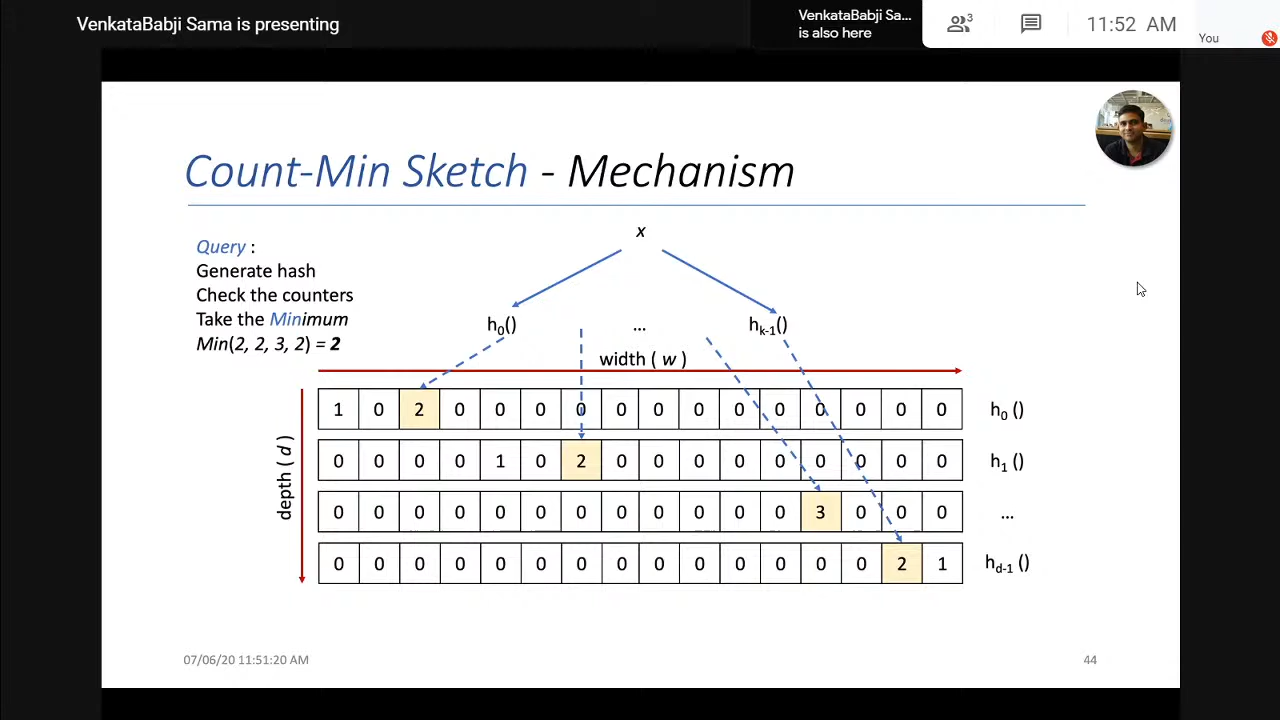 VenkataBabji Sama is presenting
VenkataBabji Sa...
is also here
3
11:52 AM
You
Count-Min Sketch - Mechanism
Query :
Generate hash
Check the counters
Take the Minimum
Min(2, 2, 3, 2) = 2
x
h0()
...
hk-1()
width ( w )
depth ( d )
1 0 2 0 0 0 0 0 0 0 0 0 0 0 0 0 h0 ()
0 0 0 0 1 0 2 0 0 0 0 0 0 0 0 0 h1 ()
0 0 0 0 0 0 0 0 0 0 0 0 3 0 0 0 ...
0 0 0 0 0 0 0 0 0 0 0 0 0 0 2 1 hd-1 ()
07/06/20 11:51:20 AM
44